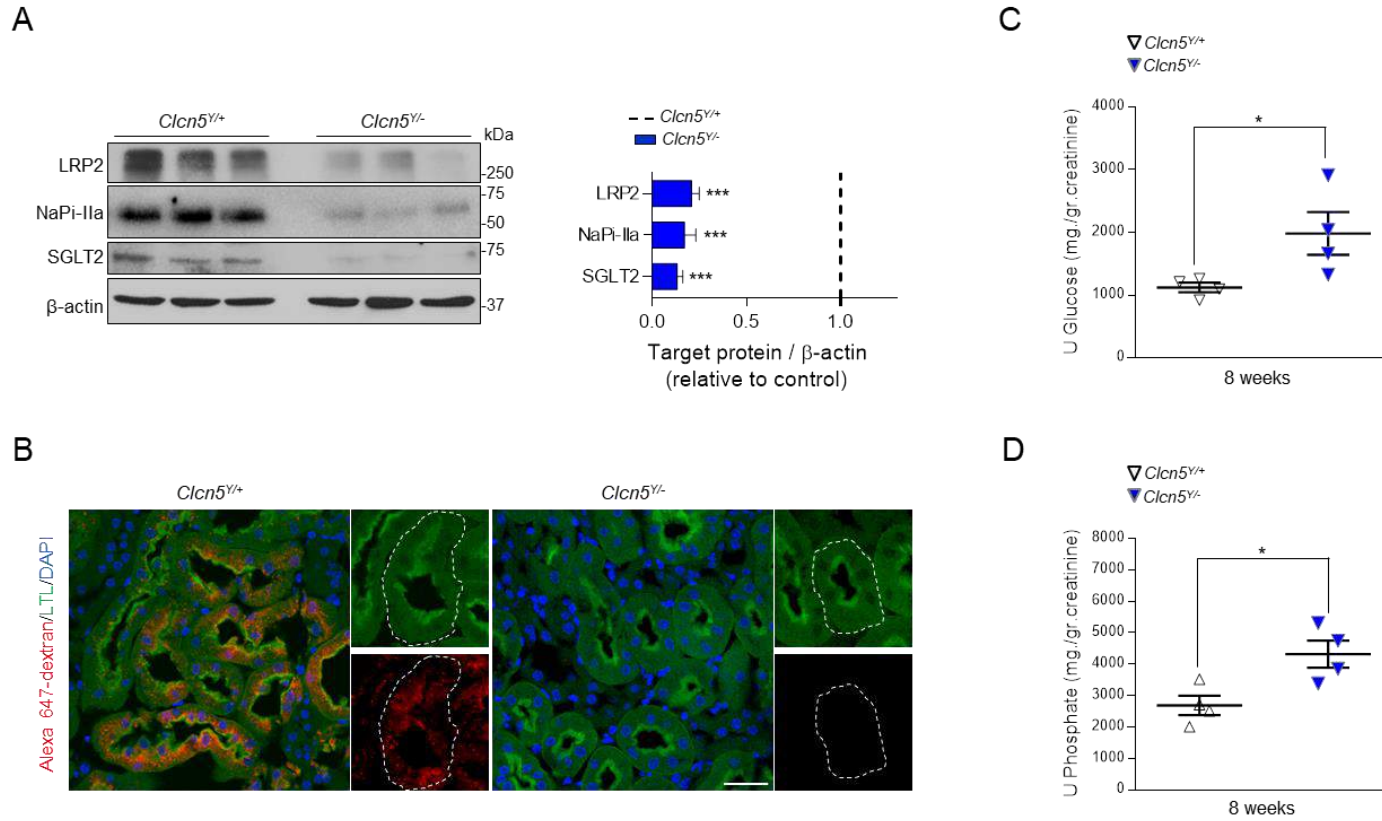 A
Clcn5Y/+
Clcn5Y/-
kDa
LRP2
-250
-75
NaPi-IIa
-50
SGLT2
-75
β-actin
-37
Clcn5Y/+
Clcn5Y/-
LRP2
***
NaPi-IIa
***
SGLT2
***
0.0
0.5
1.0
Target protein / β-actin
(relative to control)
C
Clcn5Y/+
Clcn5Y/-
U Glucose (mg./gr.creatinine)
4000
3000
2000
1000
0
*
8 weeks
B
Clcn5Y/+
Clcn5Y/-
Alexa 647-dextran/LTL/DAPI
D
Clcn5Y/+
Clcn5Y/-
U Phosphate (mg./gr.creatinine)
8000
7000
6000
5000
4000
3000
2000
1000
0
*
8 weeks